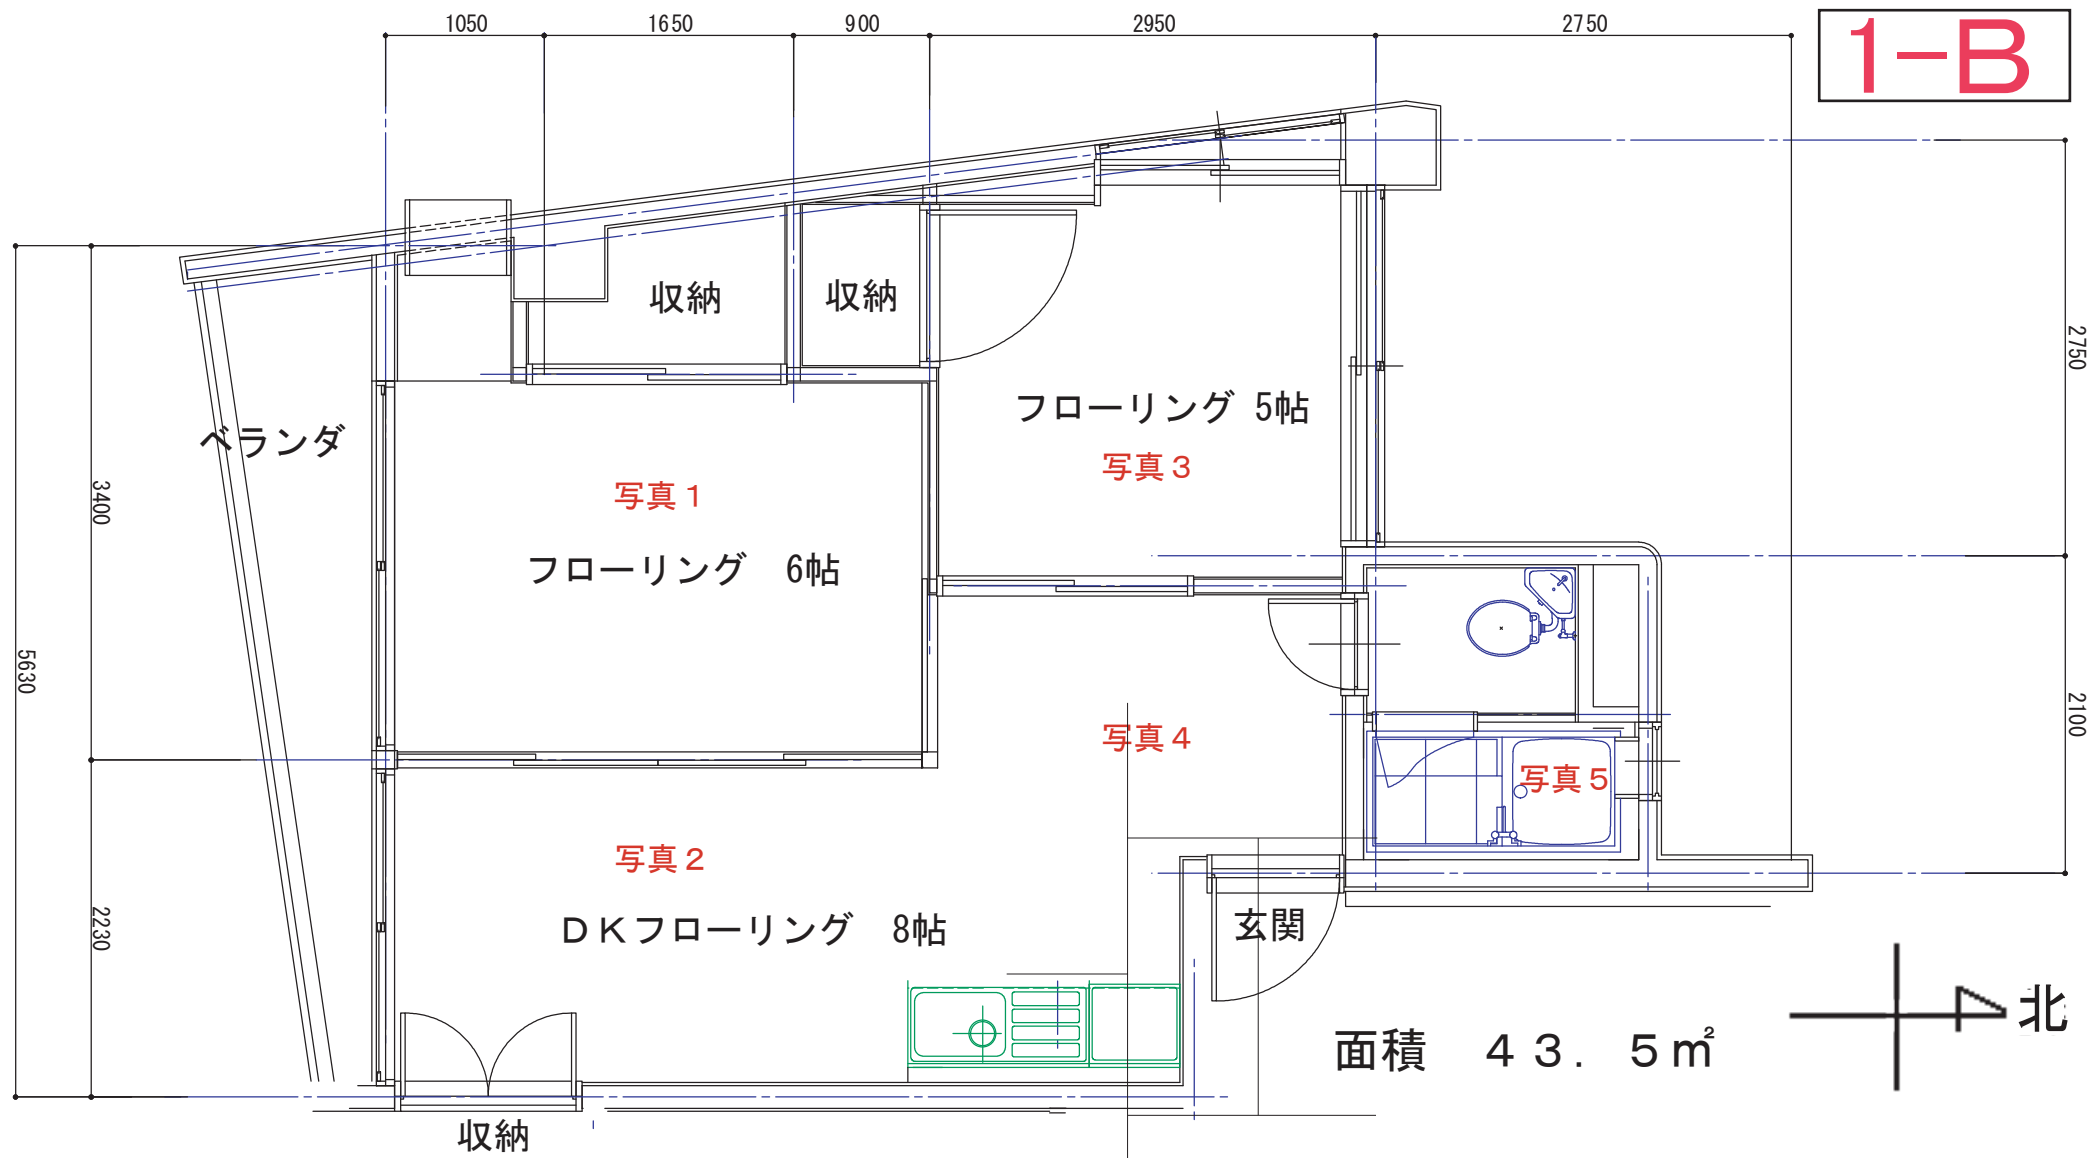 1050
1650
900
2950
2750
1-B
収納
収納
フローリング 5帖
写真3
ベランダ
写真1
フローリング 6帖
3400
2750
5630
2100
写真4
写真5
写真2
DKフローリング 8帖
2230
玄関
北
面積 43.5㎡
収納